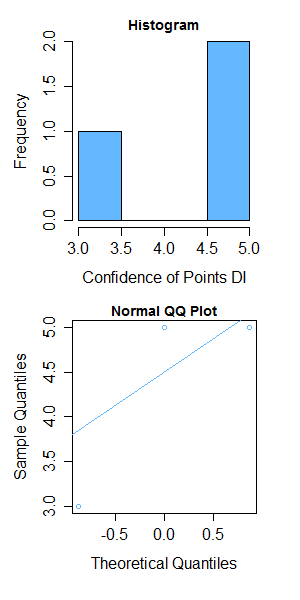 Histogram
2.0
1.5
1.0
0.5
0.0
Frequency
3.0 3.5 4.0 4.5 5.0
Confidence of Points DI
Normal QQ Plot
5.0
4.5
4.0
3.5
3.0
Sample Quantiles
-0.5 0.0 0.5
Theoretical Quantiles